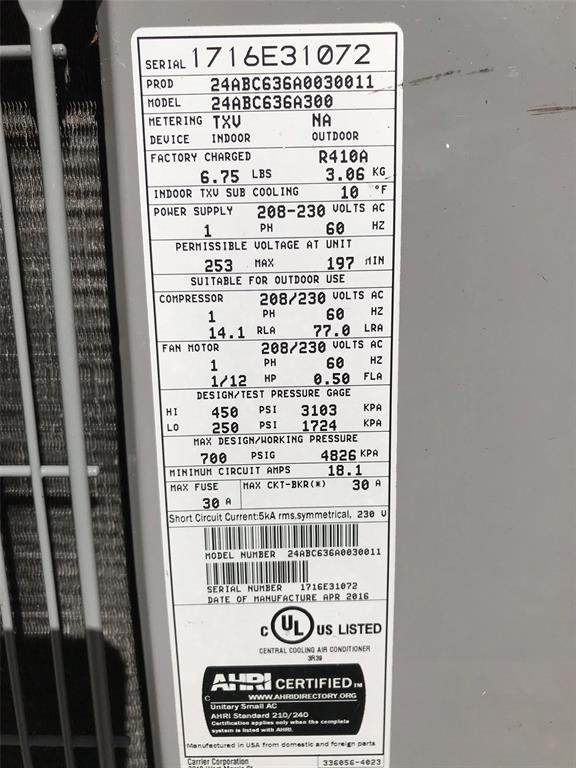 SERIAL 1716E31072
PROD 24ABC636A0030011
MODEL 24ABC636A300
METERING TXV NA
DEVICE INDOOR OUTDOOR
FACTORY CHARGED R410A
6.75 LBS 3.06 KG
INDOOR TXV SUB COOLING 10 °F
POWER SUPPLY 208-230 VOLTS AC
1 PH 60 HZ
PERMISSIBLE VOLTAGE AT UNIT
253 MAX 197 MIN
SUITABLE FOR OUTDOOR USE
COMPRESSOR 208/230 VOLTS AC
1 PH 60 HZ
14.1 RLA 77.0 LRA
FAN MOTOR 208/230 VOLTS AC
1 PH 60 HZ
1/12 HP 0.50 FLA
DESIGN/TEST PRESSURE GAGE
HI 450 PSI 3103 KPA
LO 250 PSI 1724 KPA
MAX DESIGN/WORKING PRESSURE
700 PSIG 4826 KPA
MINIMUM CIRCUIT AMPS 18.1
MAX FUSE MAX CKT-BKR(*) 30 A
30 A
Short Circuit Current:5kA rms,symmetrical, 230 V
MODEL NUMBER 24ABC636A0030011
SERIAL NUMBER 1716E31072
DATE OF MANUFACTURE APR 2016
C UL US LISTED
CENTRAL COOLING AIR CONDITIONER
3R39
AHRI CERIFIED™
WWW.AHRIDIRECTORY.ORG
Unitary Small AC
AHRI Standard 210/240
Certification applies only when the complete
system is listed with AHRI.
Manufactured in USA from domestic and foreign parts
Carrier Corporation 336056-4023